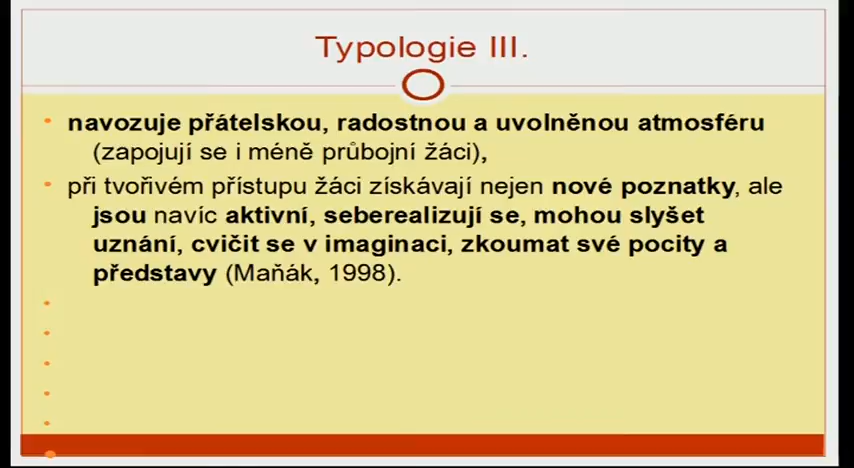 Typologie III.
navozuje přátelskou, radostnou a uvolněnou atmosféru
(zapojují se i méně průbojní žáci),
při tvořivém přístupu žáci získávají nejen nové poznatky, ale
jsou navíc aktivní, seberealizují se, mohou slyšet
uznání, cvičit se v imaginaci, zkoumat své pocity a
představy (Maňák, 1998).